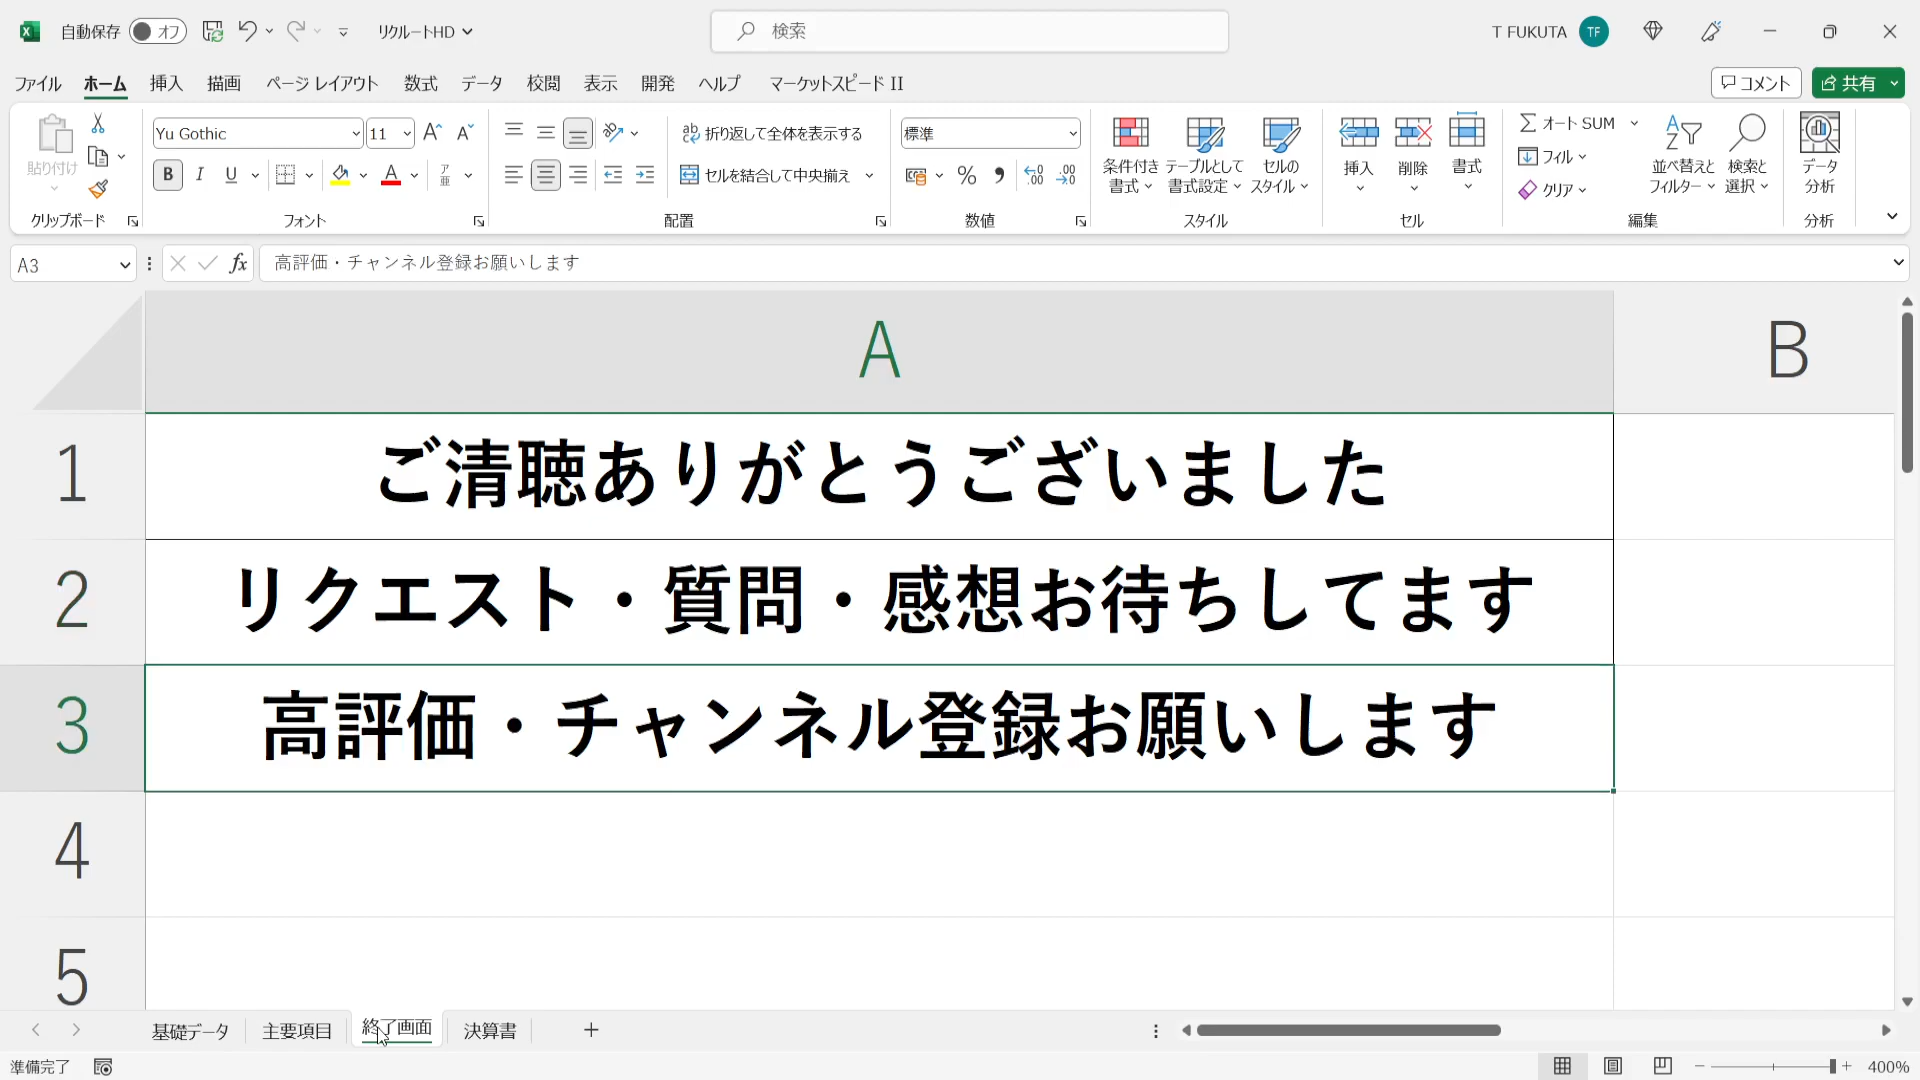 自動保存 オフ リクルートHD 検索 T FUKUTA TF
ファイル ホーム 挿入 描画 ページ レイアウト 数式 データ 校閲 表示 開発 ヘルプ マーケットスピード II コメント 共有
貼り付け
クリップボード
Yu Gothic 11
B I U A ア亜
フォント
折り返して全体を表示する
セルを結合して中央揃え
配置
標準
% ,
数値
条件付き書式 テーブルとして書式設定 セルのスタイル
スタイル
挿入 削除 書式
セル
Σ オート SUM
フィル
クリア
並べ替えとフィルター 検索と選択
編集
データ分析
分析
A3 fx 高評価・チャンネル登録お願いします
A B
1 ご清聴ありがとうございました
2 リクエスト・質問・感想お待ちしてます
3 高評価・チャンネル登録お願いします
4
5
基礎データ 主要項目 終了画面 決算書 +
準備完了 400%